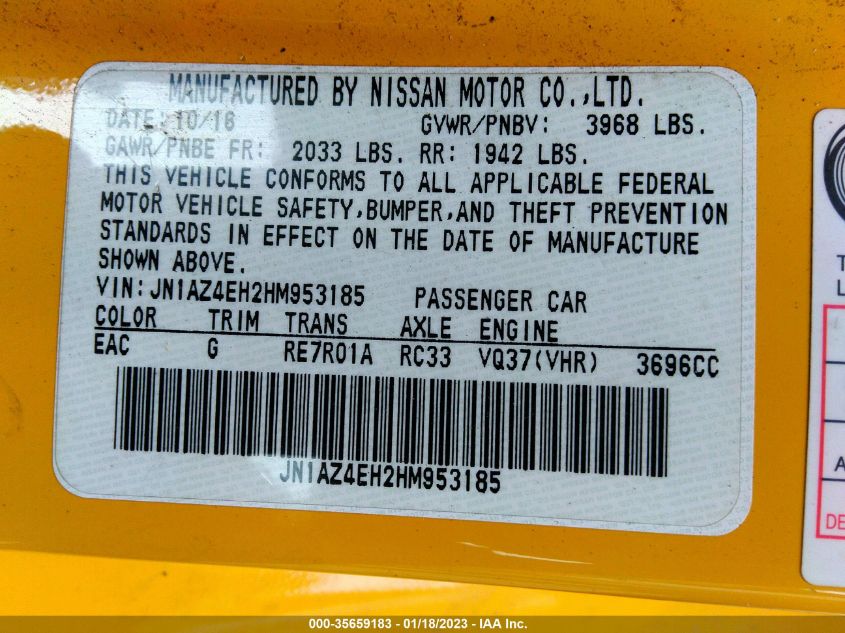 MANUFACTURED BY NISSAN MOTOR CO.,LTD.
DATE: 10/16 GVWR/PNBV: 3968 LBS.
GAWR/PNBE FR: 2033 LBS. RR: 1942 LBS.
THIS VEHICLE CONFORMS TO ALL APPLICABLE FEDERAL
MOTOR VEHICLE SAFETY,BUMPER,AND THEFT PREVENTION
STANDARDS IN EFFECT ON THE DATE OF MANUFACTURE
SHOWN ABOVE.
VIN:JN1AZ4EH2HM953185 PASSENGER CAR
COLOR TRIM TRANS AXLE ENGINE
EAC G RE7R01A RC33 VQ37(VHR) 3696CC
JN1AZ4EH2HM953185
000-35659183 - 01/18/2023 - IAA Inc.